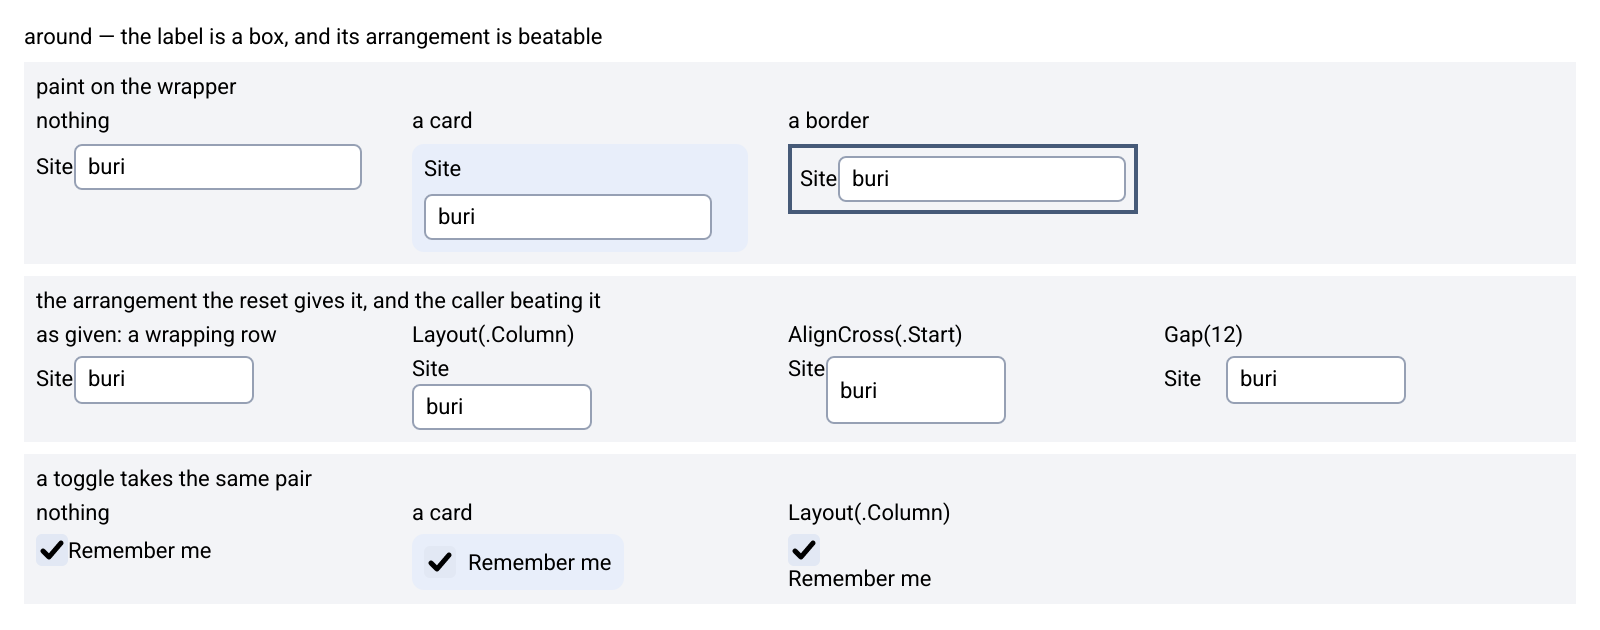 around — the label is a box, and its arrangement is beatable
paint on the wrapper
nothing
a card
a border
Site buri
Site
buri
Site buri
the arrangement the reset gives it, and the caller beating it
as given: a wrapping row
Layout(.Column)
AlignCross(.Start)
Gap(12)
Site buri
Site
buri
Site buri
Site buri
a toggle takes the same pair
nothing
a card
Layout(.Column)
Remember me
Remember me
Remember me